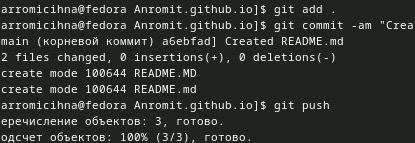 arromicihna@fedora Anromit.github.io]$ git add .
arromicihna@fedora Anromit.github.io]$ git commit -am "Crea
main (корневой коммит) a6ebfad] Created README.md
2 files changed, 0 insertions(+), 0 deletions(-)
create mode 100644 README.MD
create mode 100644 README.md
arromicihna@fedora Anromit.github.io]$ git push
еречисление объектов: 3, готово.
одсчет объектов: 100% (3/3), готово.